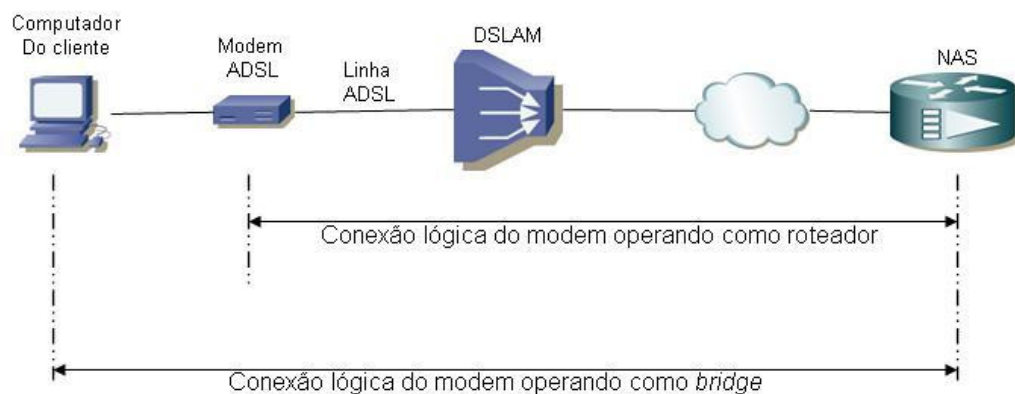 Computador
Do cliente
Modem
ADSL
Linha
ADSL
DSLAM
NAS
Conexão lógica do modem operando como roteador
Conexão lógica do modem operando como bridge